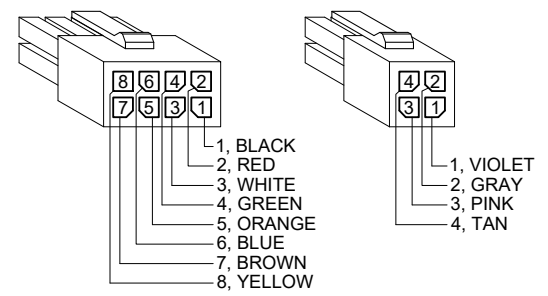 8 6 4 2
7 5 3 1
1, BLACK
2, RED
3, WHITE
4, GREEN
5, ORANGE
6, BLUE
7, BROWN
8, YELLOW
4 2
3 1
1, VIOLET
2, GRAY
3, PINK
4, TAN